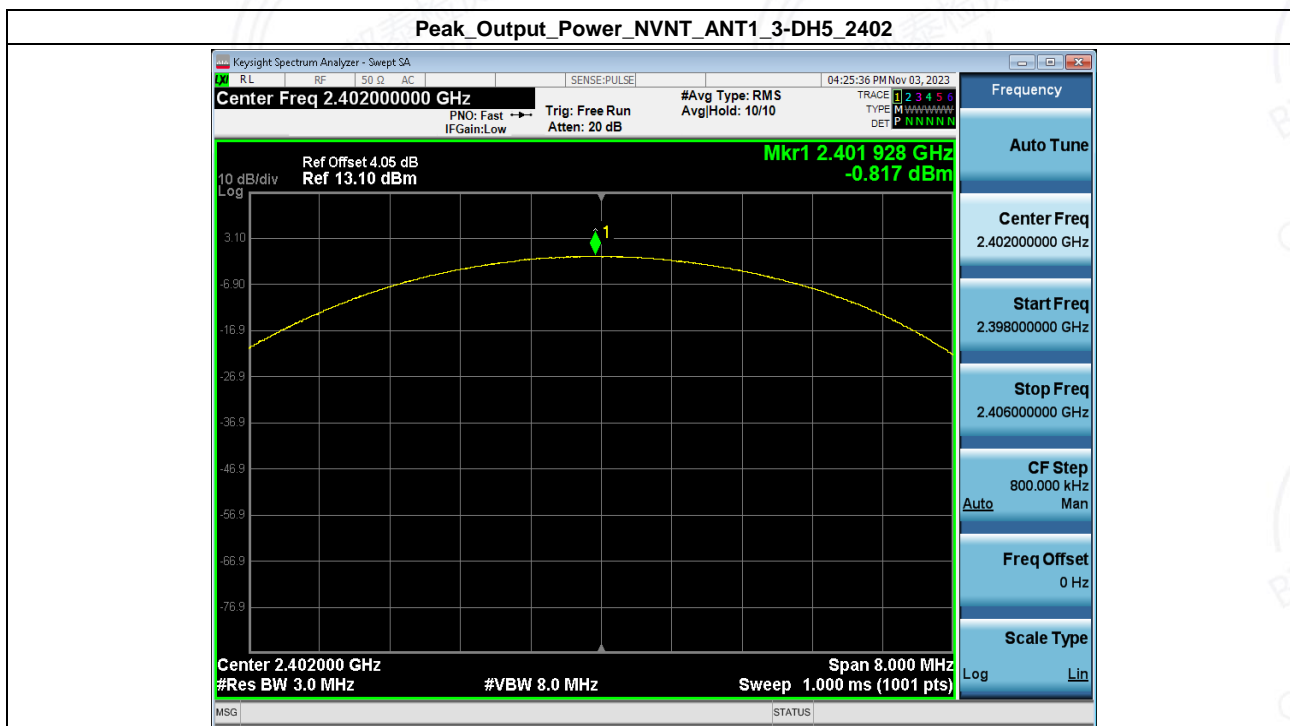 Peak_Output_Power_NVNT_ANT1_3-DH5_2402
Keysight Spectrum Analyzer - Swept SA
LXI RL RF 50 Ω AC SENSE:PULSE 04:25:36 PM Nov 03, 2023
Center Freq 2.402000000 GHz
PNO: Fast
IFGain:Low
Trig: Free Run
Atten: 20 dB
#Avg Type: RMS
Avg|Hold: 10/10
TRACE 1 2 3 4 5 6
TYPE M WWWWW
DET P N N N N N
Mkr1 2.401 928 GHz
-0.817 dBm
Ref Offset 4.05 dB
10 dB/div Ref 13.10 dBm
Log
1
3.10
-6.90
-16.9
-26.9
-36.9
-46.9
-56.9
-66.9
-76.9
Center 2.402000 GHz Span 8.000 MHz
#Res BW 3.0 MHz #VBW 8.0 MHz Sweep 1.000 ms (1001 pts)
MSG STATUS
Frequency
Auto Tune
Center Freq
2.402000000 GHz
Start Freq
2.398000000 GHz
Stop Freq
2.406000000 GHz
CF Step
800.000 kHz
Auto Man
Freq Offset
0 Hz
Scale Type
Log Lin